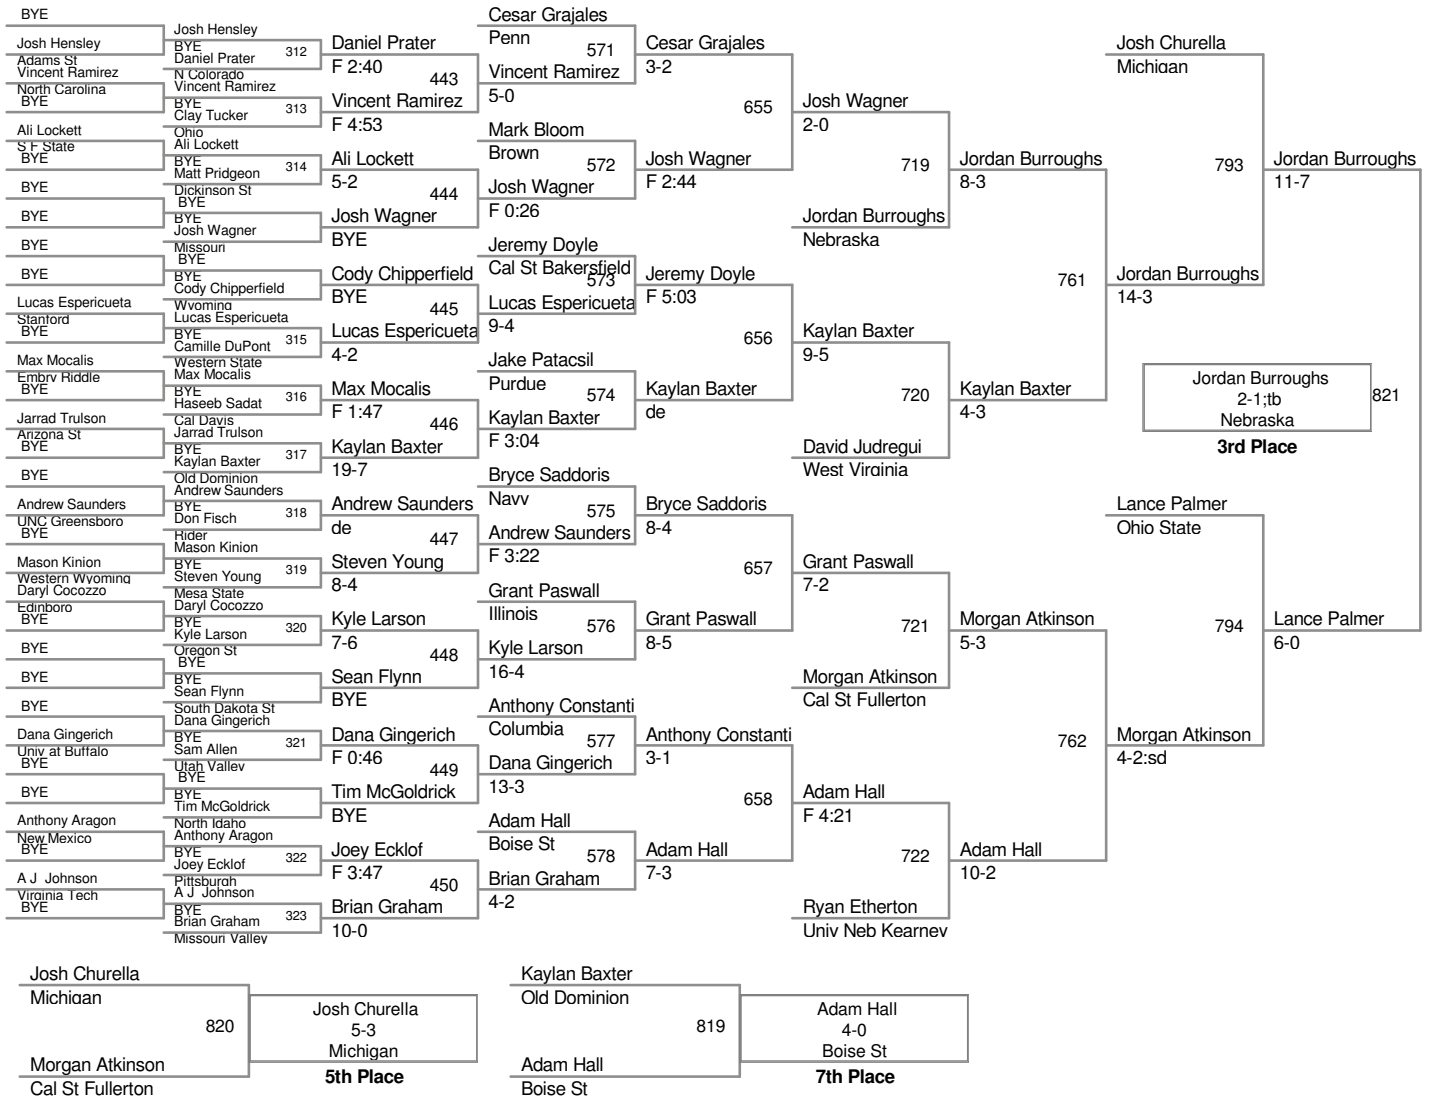 BYE
Josh Hensley
Adams St
Vincent Ramirez
North Carolina
BYE
Ali Lockett
S F State
BYE
BYE
BYE
BYE
BYE
Lucas Espericueta
Stanford
BYE
Max Mocalis
Embry Riddle
BYE
Jarrad Trulson
Arizona St
BYE
BYE
Andrew Saunders
UNC Greensboro
BYE
Mason Kinion
Western Wyoming
Daryl Cocozzo
Edinboro
BYE
BYE
BYE
BYE
Dana Gingerich
Univ at Buffalo
BYE
BYE
Anthony Aragon
New Mexico
BYE
A J Johnson
Virginia Tech
BYE
Josh Hensley
BYE
Daniel Prater
312
N Colorado
Vincent Ramirez
BYE
Clay Tucker
313
Ohio
Ali Lockett
BYE
Matt Pridgeon
314
Dickinson St
BYE
BYE
Josh Wagner
Missouri
BYE
BYE
Cody Chipperfield
Wyoming
Lucas Espericueta
BYE
Camille DuPont
315
Western State
Max Mocalis
BYE
Haseeb Sadat
316
Cal Davis
Jarrad Trulson
BYE
Kaylan Baxter
317
Old Dominion
Andrew Saunders
BYE
Don Fisch
318
Rider
Mason Kinion
BYE
Steven Young
319
Mesa State
Daryl Cocozzo
BYE
Kyle Larson
320
Oregon St
BYE
BYE
Sean Flynn
South Dakota St
Dana Gingerich
BYE
Sam Allen
321
Utah Valley
BYE
BYE
Tim McGoldrick
North Idaho
Anthony Aragon
BYE
Joey Ecklof
322
Pittsburgh
A J Johnson
BYE
Brian Graham
323
Missouri Valley
Daniel Prater
F 2:40
443
Vincent Ramirez
F 4:53
Ali Lockett
5-2
444
Josh Wagner
BYE
Cody Chipperfield
BYE
445
Lucas Espericueta
4-2
Max Mocalis
F 1:47
446
Kaylan Baxter
19-7
Andrew Saunders
de
447
Steven Young
8-4
Kyle Larson
7-6
448
Sean Flynn
BYE
Dana Gingerich
F 0:46
449
Tim McGoldrick
BYE
Joey Ecklof
F 3:47
450
Brian Graham
10-0
Cesar Grajales
Penn
571
Vincent Ramirez
5-0
Mark Bloom
Brown
572
Josh Wagner
F 0:26
Jeremy Doyle
Cal St Bakersfield
573
Lucas Espericueta
9-4
Jake Patacsil
Purdue
574
Kaylan Baxter
F 3:04
Bryce Saddoris
Navy
575
Andrew Saunders
F 3:22
Grant Paswall
Illinois
576
Kyle Larson
16-4
Anthony Constanti
Columbia
577
Dana Gingerich
13-3
Adam Hall
Boise St
578
Brian Graham
4-2
Cesar Grajales
3-2
655
Josh Wagner
F 2:44
Jeremy Doyle
F 5:03
656
Kaylan Baxter
de
Bryce Saddoris
8-4
657
Grant Paswall
8-5
Anthony Constanti
3-1
658
Adam Hall
7-3
Josh Wagner
2-0
719
Jordan Burroughs
Nebraska
Kaylan Baxter
9-5
720
David Judregui
West Virginia
Grant Paswall
7-2
721
Morgan Atkinson
Cal St Fullerton
Adam Hall
F 4:21
722
Ryan Etherton
Univ Neb Kearney
Jordan Burroughs
8-3
761
Kaylan Baxter
4-3
Morgan Atkinson
5-3
762
Adam Hall
10-2
Josh Churella
Michigan
793
Jordan Burroughs
14-3
Lance Palmer
Ohio State
794
Morgan Atkinson
4-2:sd
Jordan Burroughs
11-7
Lance Palmer
6-0
Jordan Burroughs
2-1;tb
Nebraska
821
3rd Place
Josh Churella
Michigan
820
Morgan Atkinson
Cal St Fullerton
Josh Churella
5-3
Michigan
5th Place
Kaylan Baxter
Old Dominion
819
Adam Hall
Boise St
Adam Hall
4-0
Boise St
7th Place